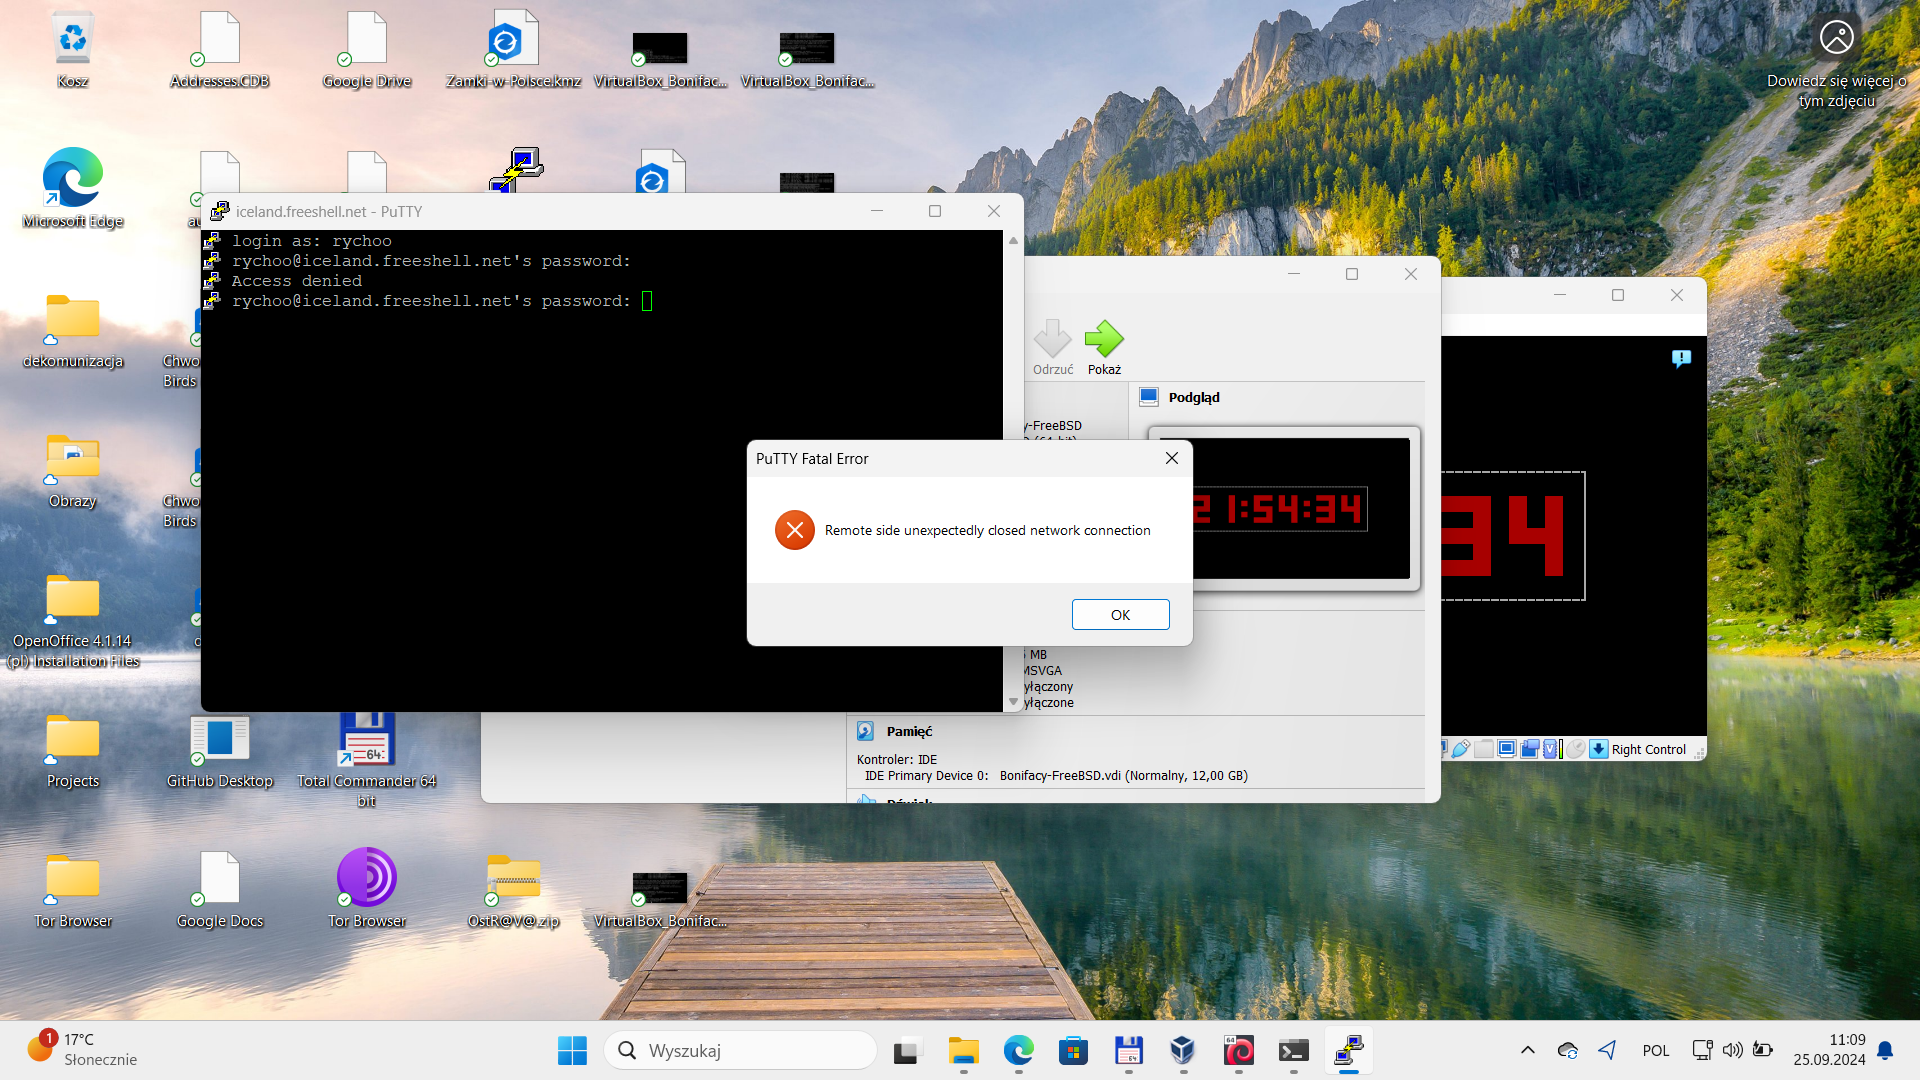 Kosz
Addresses.CDB
Google Drive
Zamki-w-Polsce.kmz
VirtualBox_Bonifac...
VirtualBox_Bonifac...
Dowiedz się więcej o
tym zdjęciu
Microsoft Edge
iceland.freeshell.net - PuTTY
login as: rychoo
rychoo@iceland.freeshell.net's password:
Access denied
rychoo@iceland.freeshell.net's password:
dekomunizacja
Chwo
Birds
Odrzuć
Pokaż
Podgląd
y-FreeBSD
PuTTY Fatal Error
Remote side unexpectedly closed network connection
OK
2 1:54:34
34
Obrazy
Chwo
Birds
OpenOffice 4.1.14
(pl) Installation Files
MB
MSVGA
yłączony
yłączone
Pamięć
Kontroler: IDE
IDE Primary Device 0: Bonifacy-FreeBSD.vdi (Normalny, 12,00 GB)
Right Control
Projects
GitHub Desktop
64
Total Commander 64
bit
Tor Browser
Google Docs
Tor Browser
OstR@V@.zip
VirtualBox_Bonifac...
1
17°C
Słonecznie
Wyszukaj
64
64
POL
11:09
25.09.2024